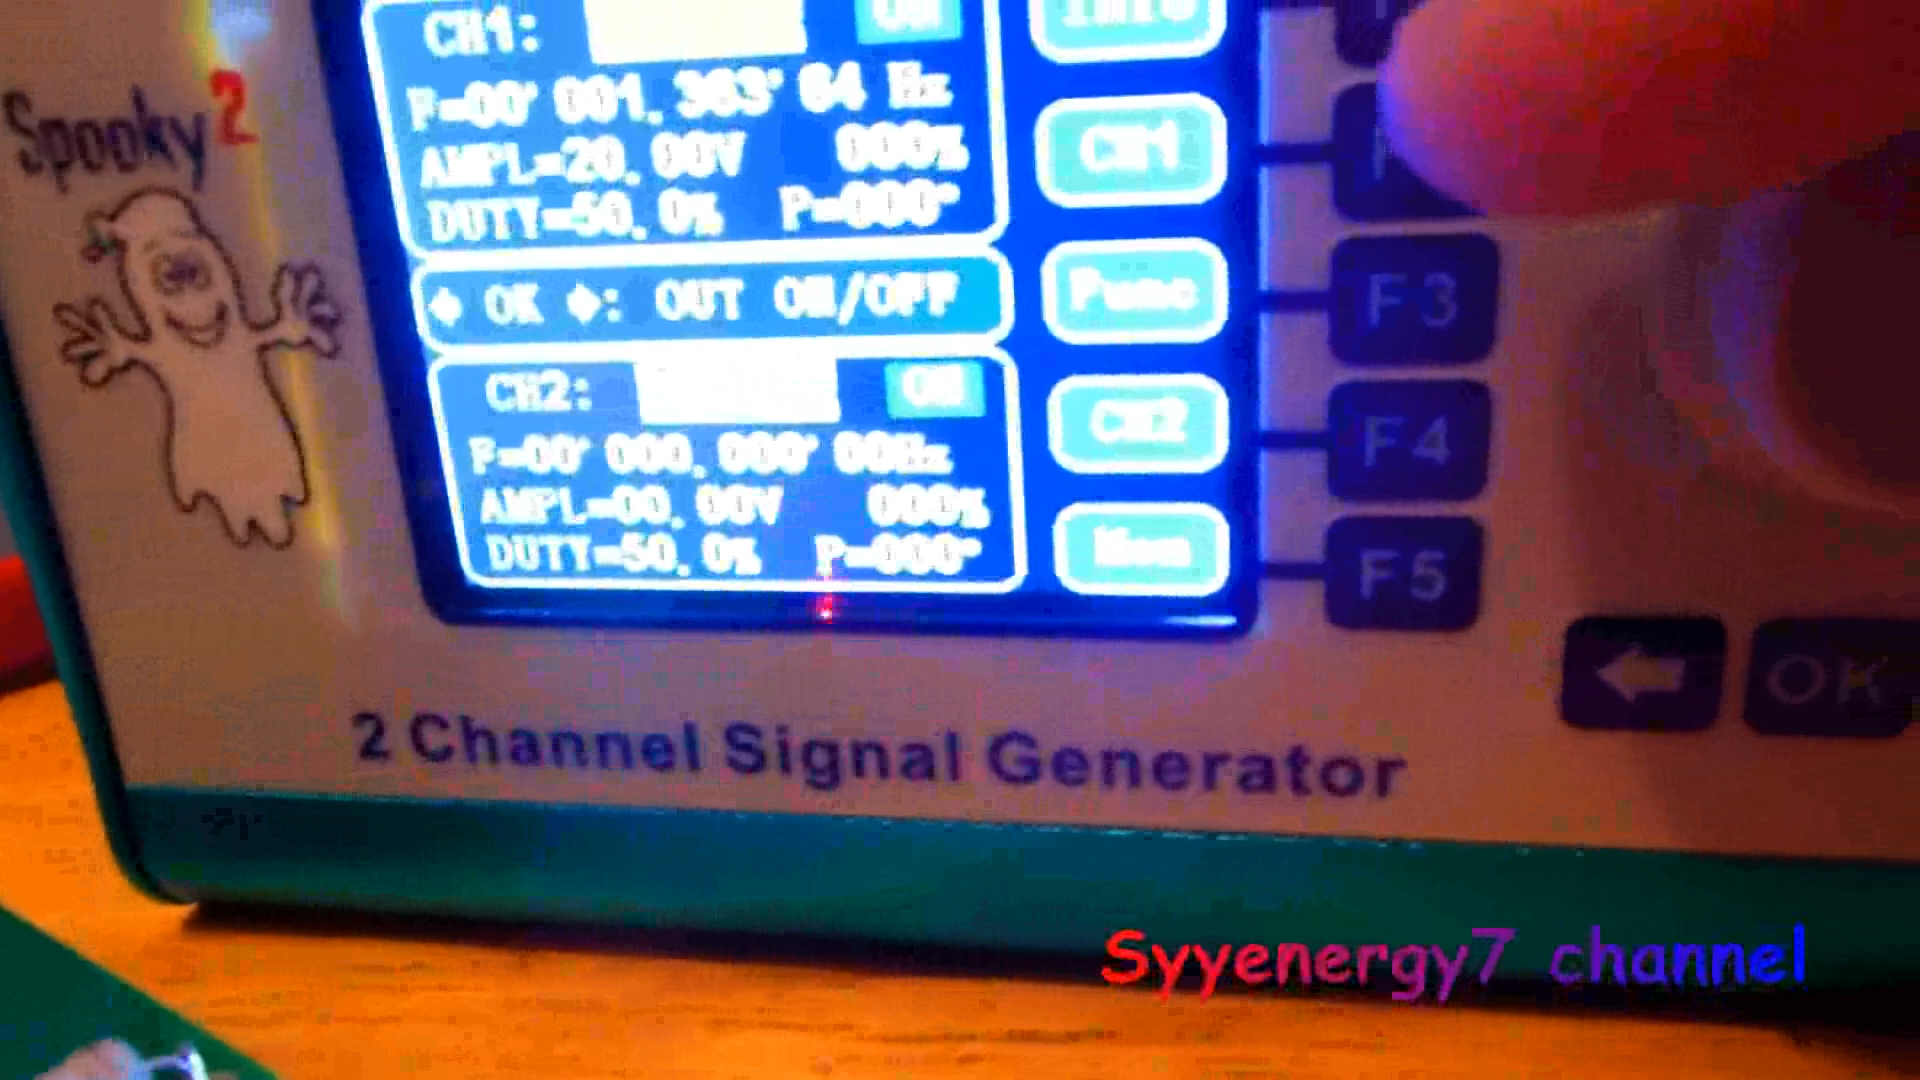 Spooky2
CH1: ON
F=00' 001,363' 64 Hz
AMPL=20.00V 000%
DUTY=50.0% P=000°
OK : OUT ON/OFF
CH2: ON
F=00' 000,000' 00Hz
AMPL=00.00V 000%
DUTY=50.0% P=000°
Info
CH1
Func
CH2
F3
F4
F5
OK
2 Channel Signal Generator
Syyenergy7 channel